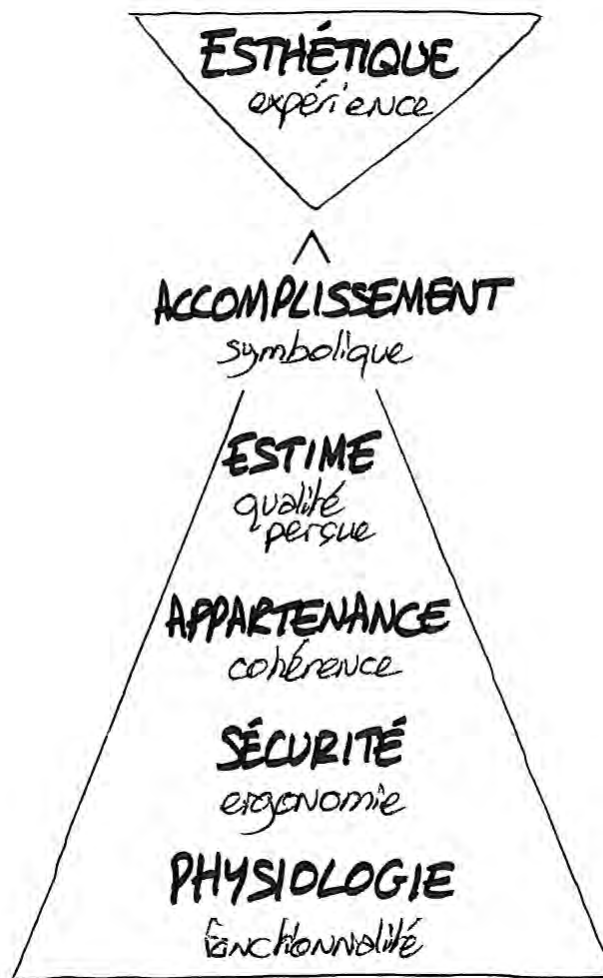 ESTHÉTIQUE
expérience
ACCOMPLISSEMENT
symbolique
ESTIME
qualité
perçue
APPARTENANCE
cohérence
SÉCURITÉ
ergonomie
PHYSIOLOGIE
fonctionnalité